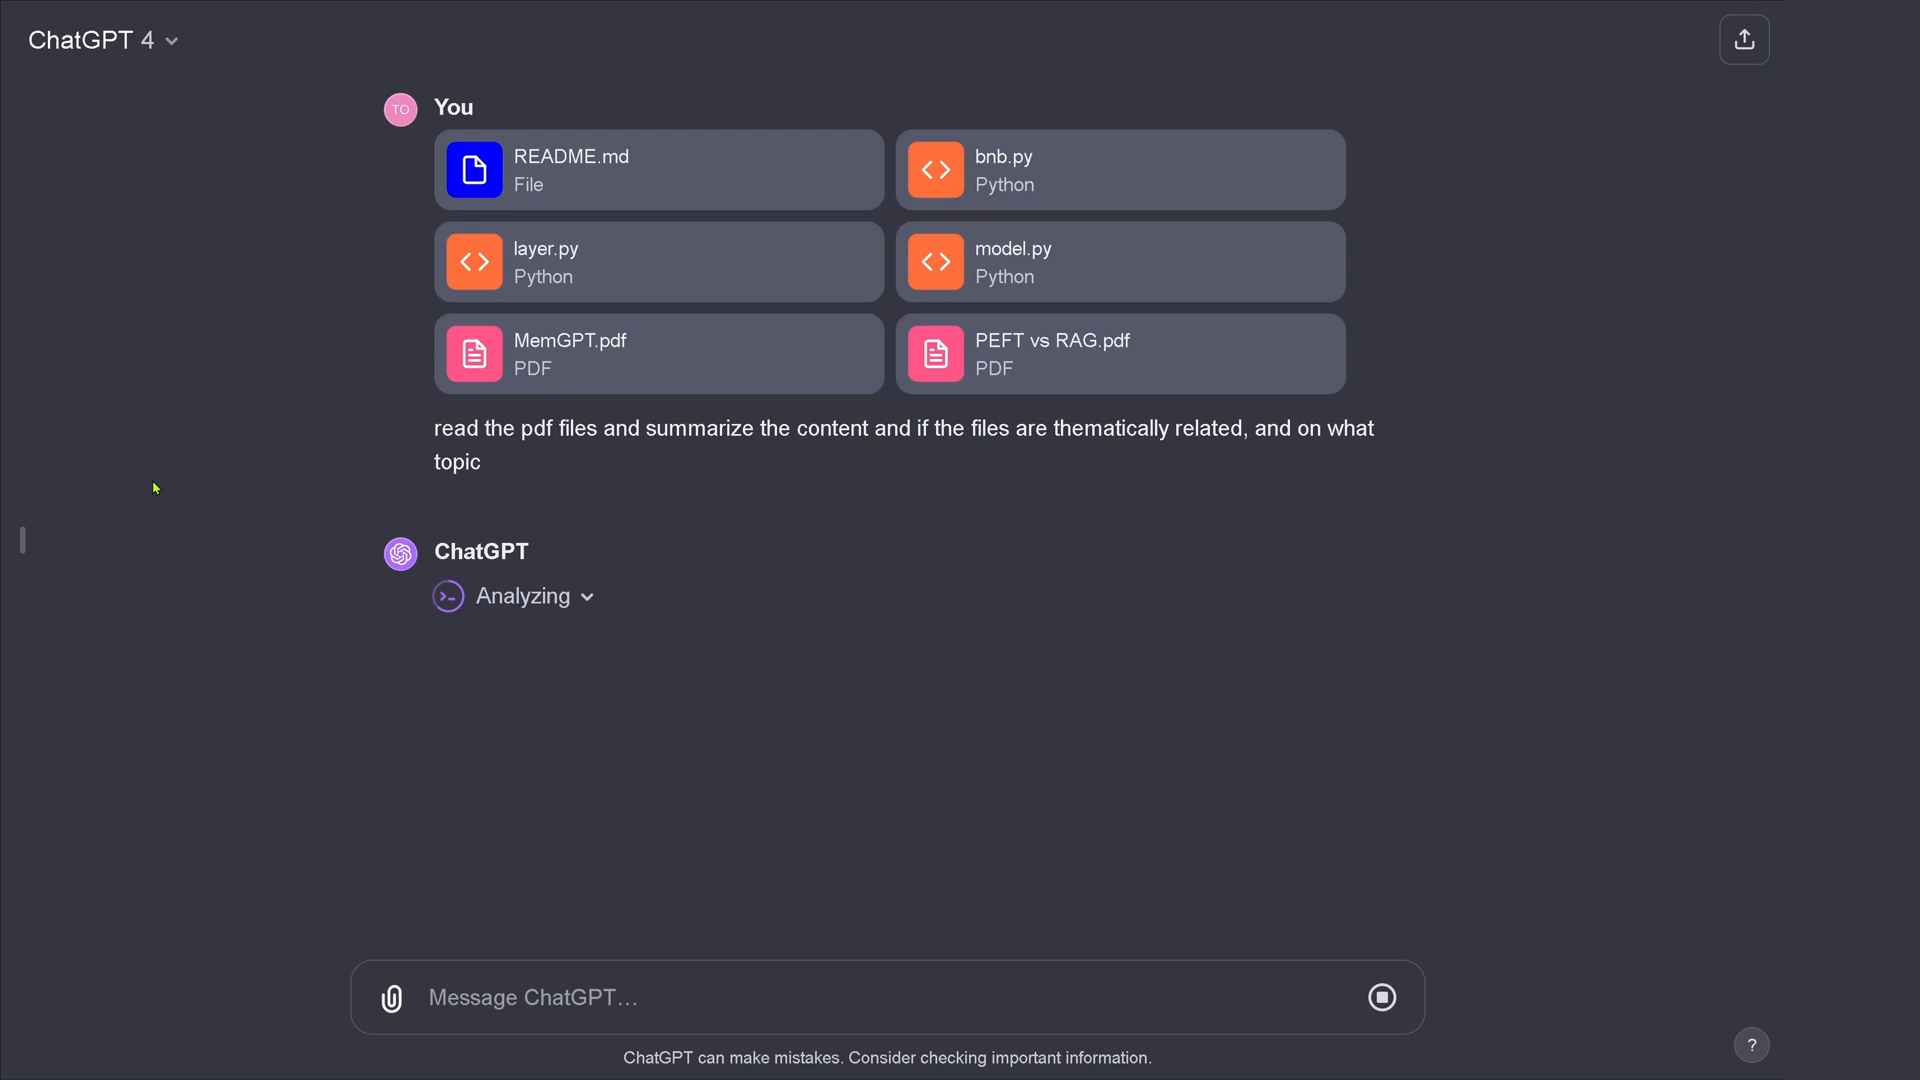 ChatGPT 4
TO
You
README.md
File
bnb.py
Python
layer.py
Python
model.py
Python
MemGPT.pdf
PDF
PEFT vs RAG.pdf
PDF
read the pdf files and summarize the content and if the files are thematically related, and on what
topic
ChatGPT
Analyzing
Message ChatGPT…
ChatGPT can make mistakes. Consider checking important information.
?